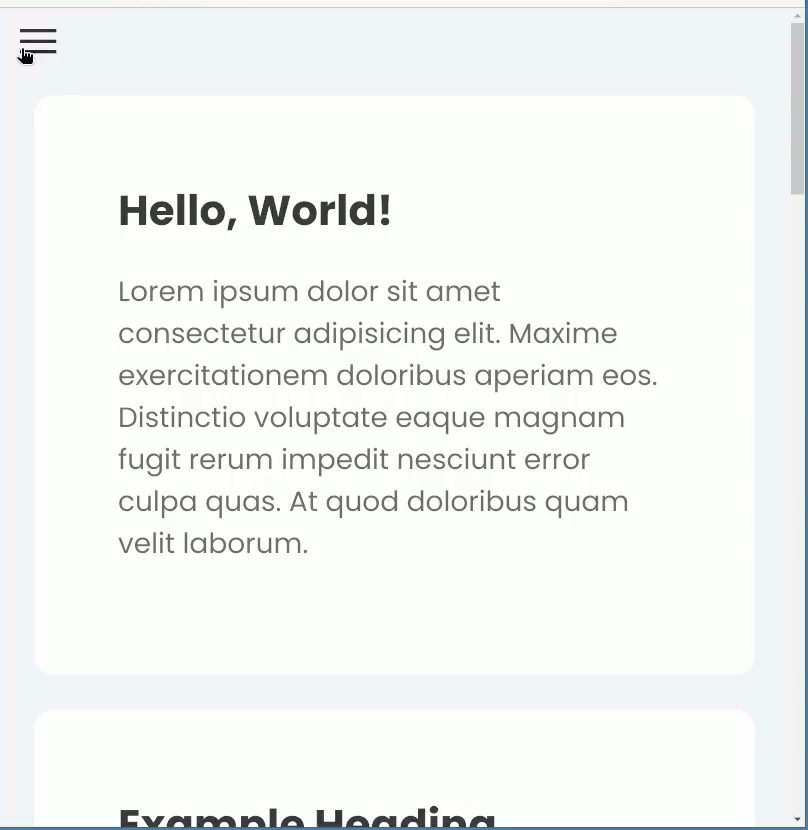 Hello, World!
Lorem ipsum dolor sit amet
consectetur adipisicing elit. Maxime
exercitationem doloribus aperiam eos.
Distinctio voluptate eaque magnam
fugit rerum impedit nesciunt error
culpa quas. At quod doloribus quam
velit laborum.
Example Heading